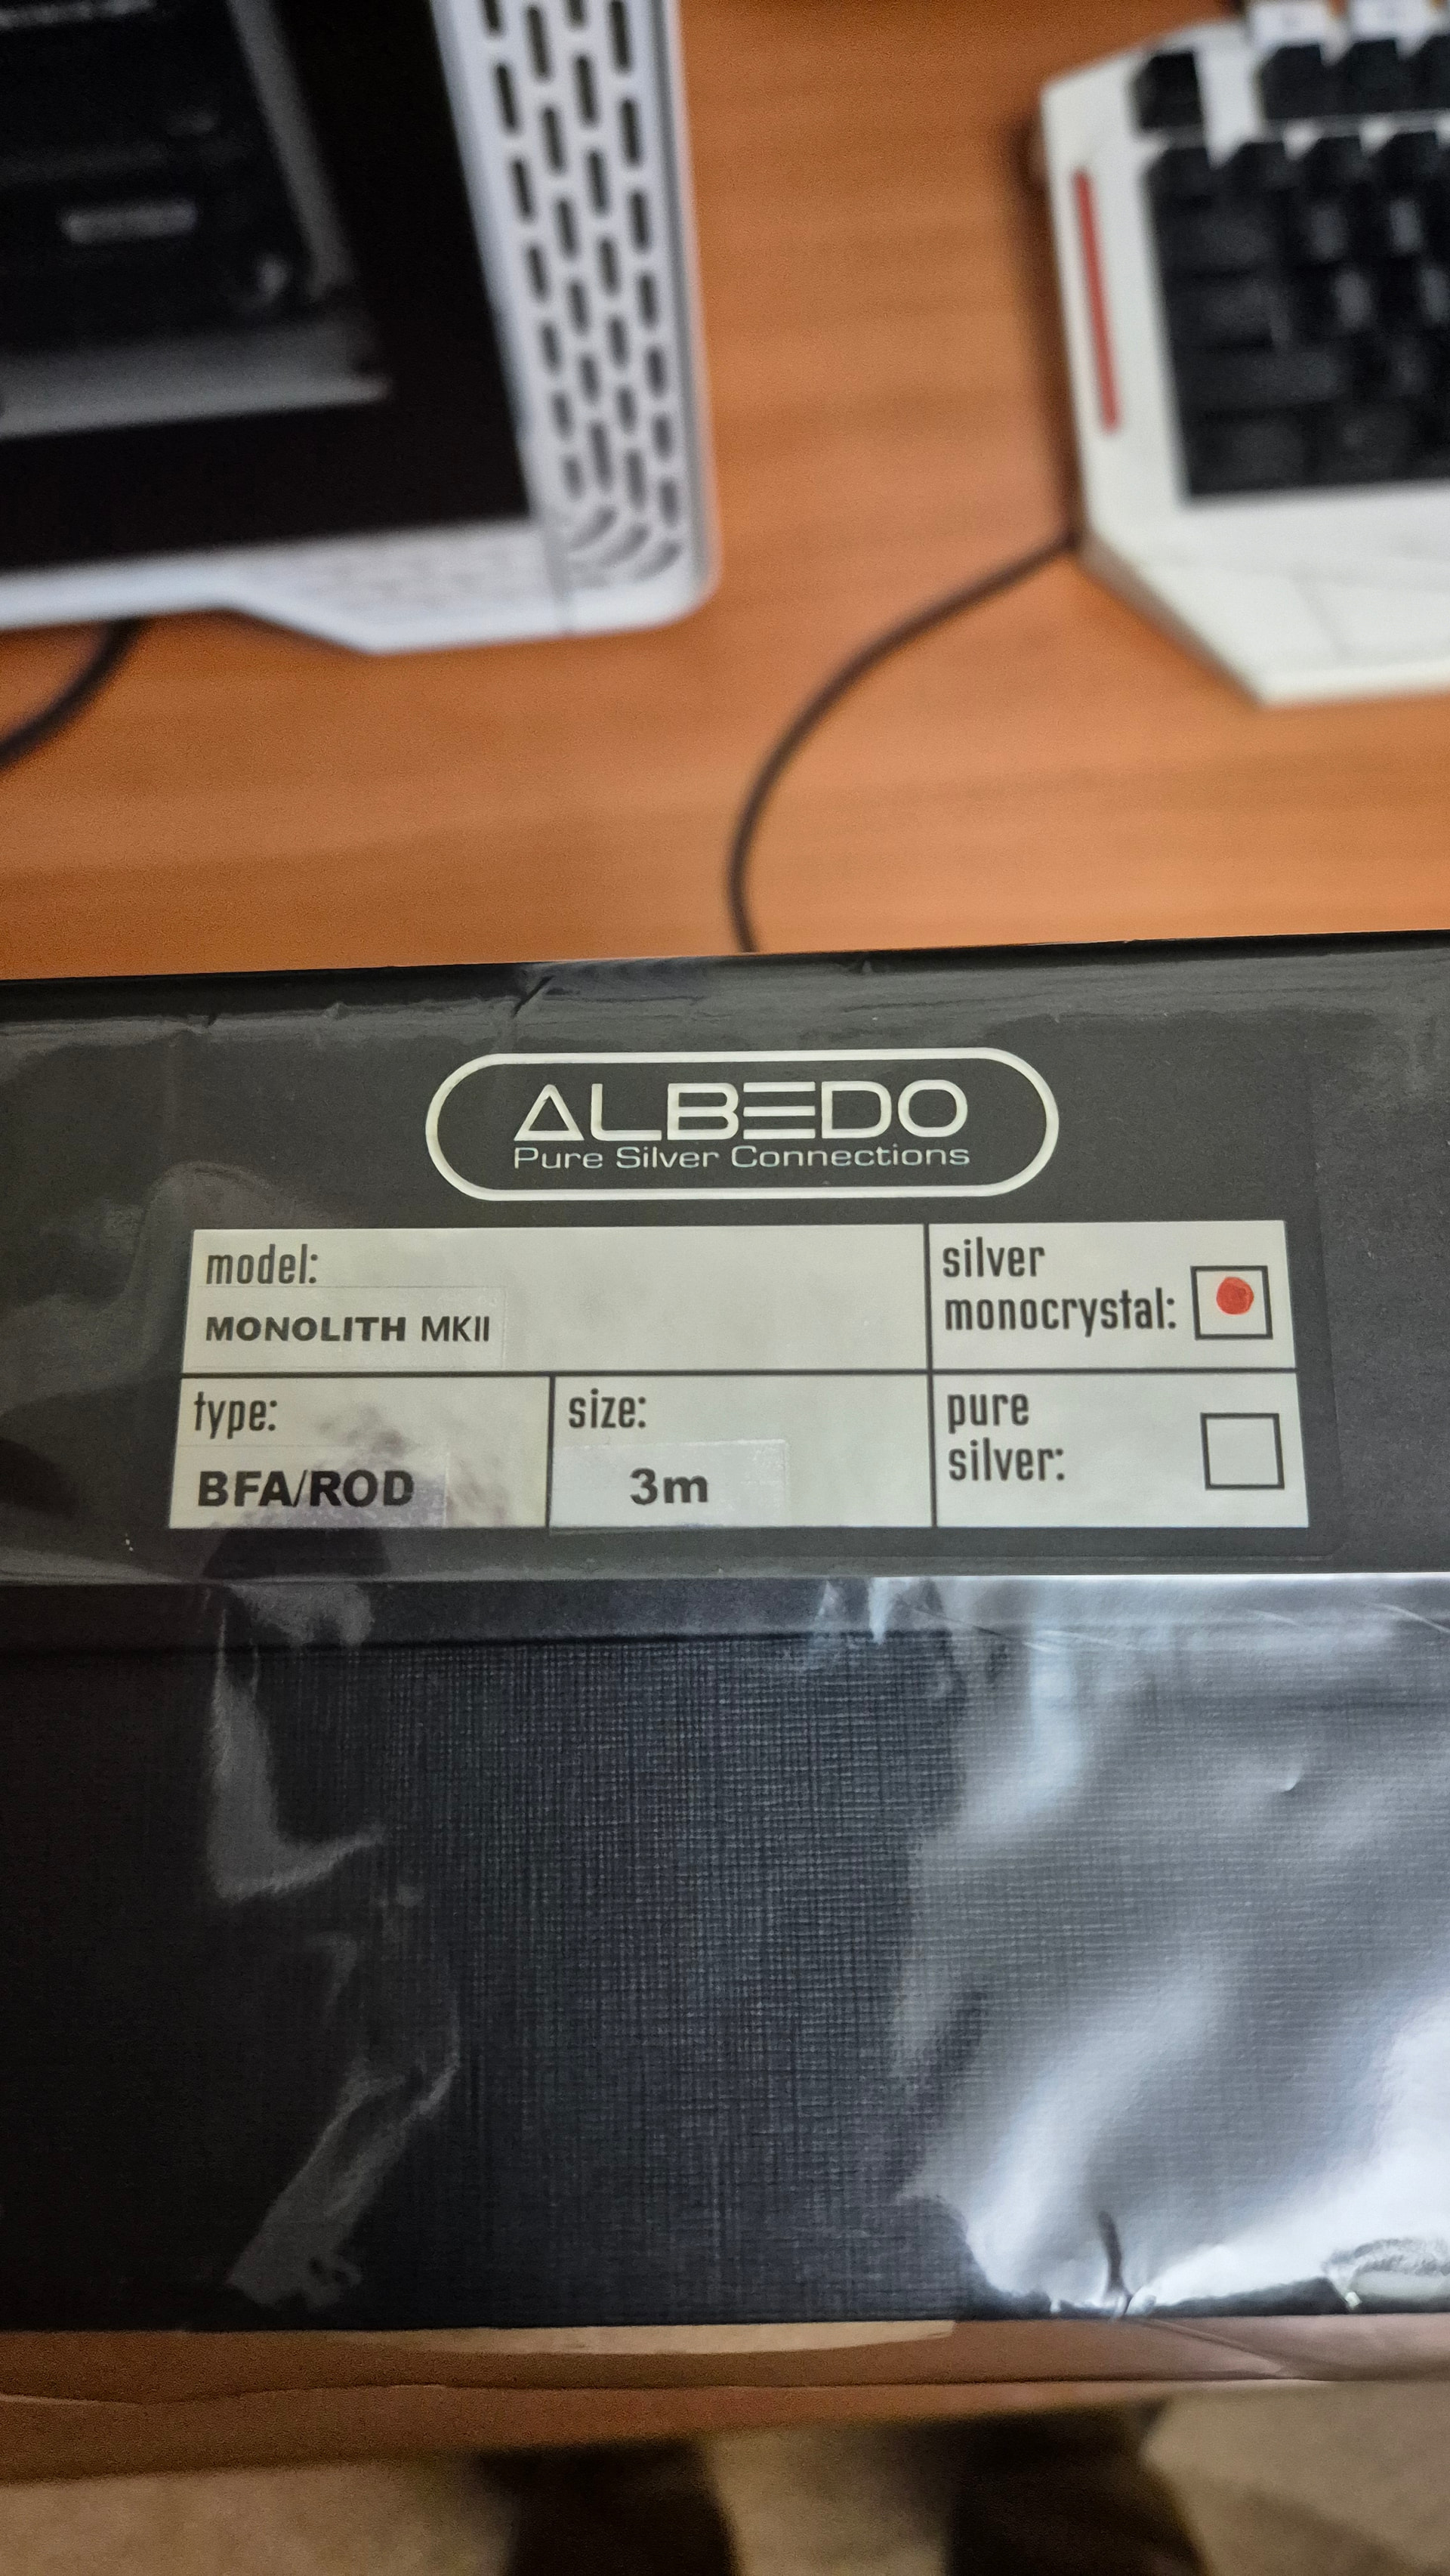 ALBEDO
Pure Silver Connections
model:
MONOLITH MKII
silver
monocrystal:
type:
BFA/ROD
size:
3m
pure
silver: